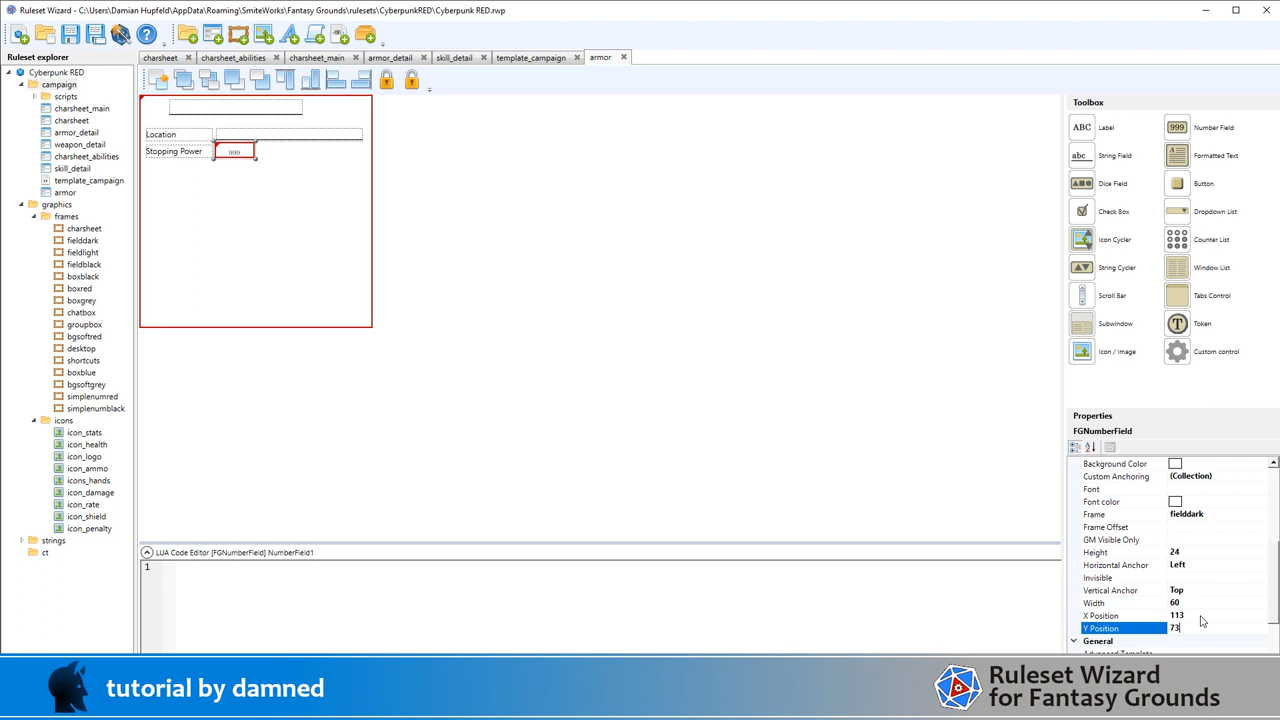 Ruleset Wizard - C:\Users\Damian Hupfeld\AppData\Roaming\SmiteWorks\Fantasy Grounds\rulesets\CyberpunkRED\Cyberpunk RED.rwp
Ruleset explorer
charsheet
charsheet_abilities
charsheet_main
armor_detail
skill_detail
template_campaign
armor
Cyberpunk RED
campaign
scripts
charsheet_main
charsheet
armor_detail
weapon_detail
charsheet_abilities
skill_detail
template_campaign
armor
graphics
frames
charsheet
fielddark
fieldlight
fieldblack
boxblack
boxred
boxgrey
chatbox
groupbox
bgsoftred
desktop
shortcuts
boxblue
bgsoftgrey
simplenumred
simplenumblack
icons
icon_stats
icon_health
icon_logo
icon_ammo
icons_hands
icon_damage
icon_rate
icon_shield
icon_penalty
strings
ct
Location
Stopping Power
999
LUA Code Editor [FGNumberField] NumberField1
1
Toolbox
ABC Label
999 Number Field
abc String Field
Formatted Text
Dice Field
Button
Check Box
Dropdown List
Icon Cycler
Counter List
String Cycler
Window List
Scroll Bar
Tabs Control
Subwindow
Token
Icon / Image
Custom control
Properties
FGNumberField
Background Color
Custom Anchoring (Collection)
Font
Font color
Frame fielddark
Frame Offset
GM Visible Only
Height 24
Horizontal Anchor Left
Invisible
Vertical Anchor Top
Width 60
X Position 113
Y Position 73
General
Advanced Template
tutorial by damned
Ruleset Wizard
for Fantasy Grounds